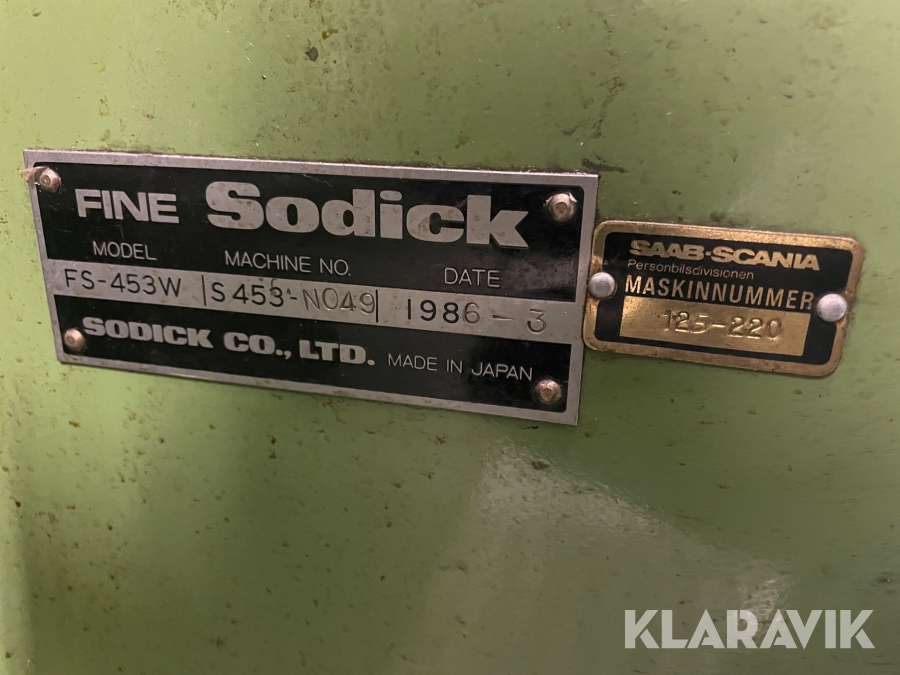 FINE Sodick
MODEL MACHINE NO. DATE
FS-453W S453-N049 1986-3
SODICK CO., LTD. MADE IN JAPAN
SAAB-SCANIA
Personbilsdivisionen
MASKINNUMMER
125-220
KLARAVIK